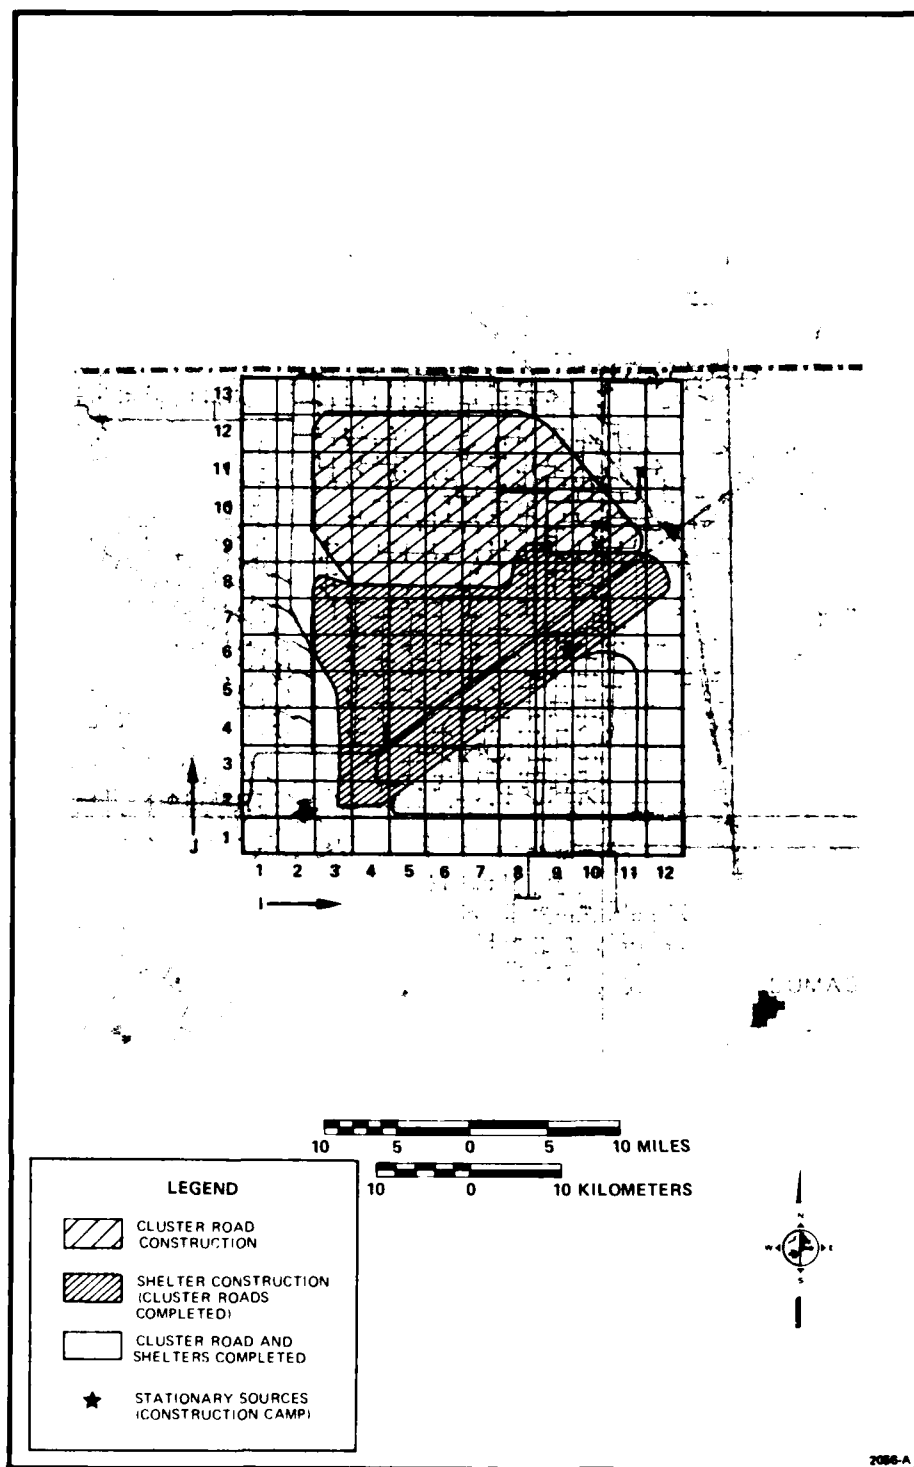 13
12
11
10
9
8
7
6
5
4
3
2
1
J
1 2 3 4 5 6 7 8 9 10 11 12
I
DUMAS
10 5 0 5 10 MILES
10 0 10 KILOMETERS
LEGEND
CLUSTER ROAD
CONSTRUCTION
SHELTER CONSTRUCTION
(CLUSTER ROADS
COMPLETED)
CLUSTER ROAD AND
SHELTERS COMPLETED
STATIONARY SOURCES
(CONSTRUCTION CAMP)
N
W E
S
2056-A